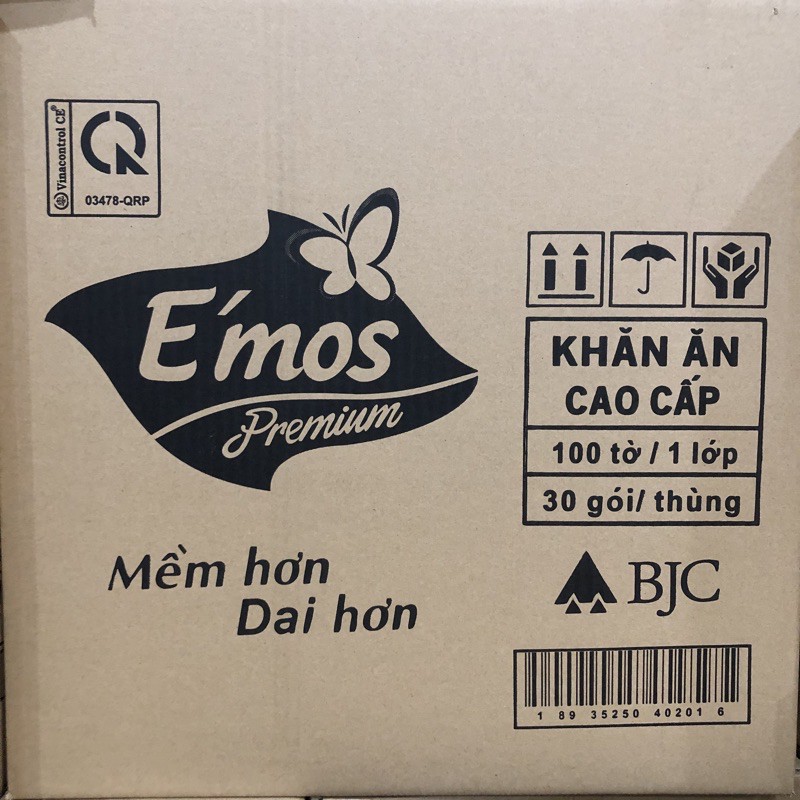 Vinacontrol CE®
03478-QRP
E'mos
Premium
Mềm hơn
Dai hơn
KHĂN ĂN
CAO CẤP
100 tờ / 1 lớp
30 gói/ thùng
BJC
1 89 35250 40201 6